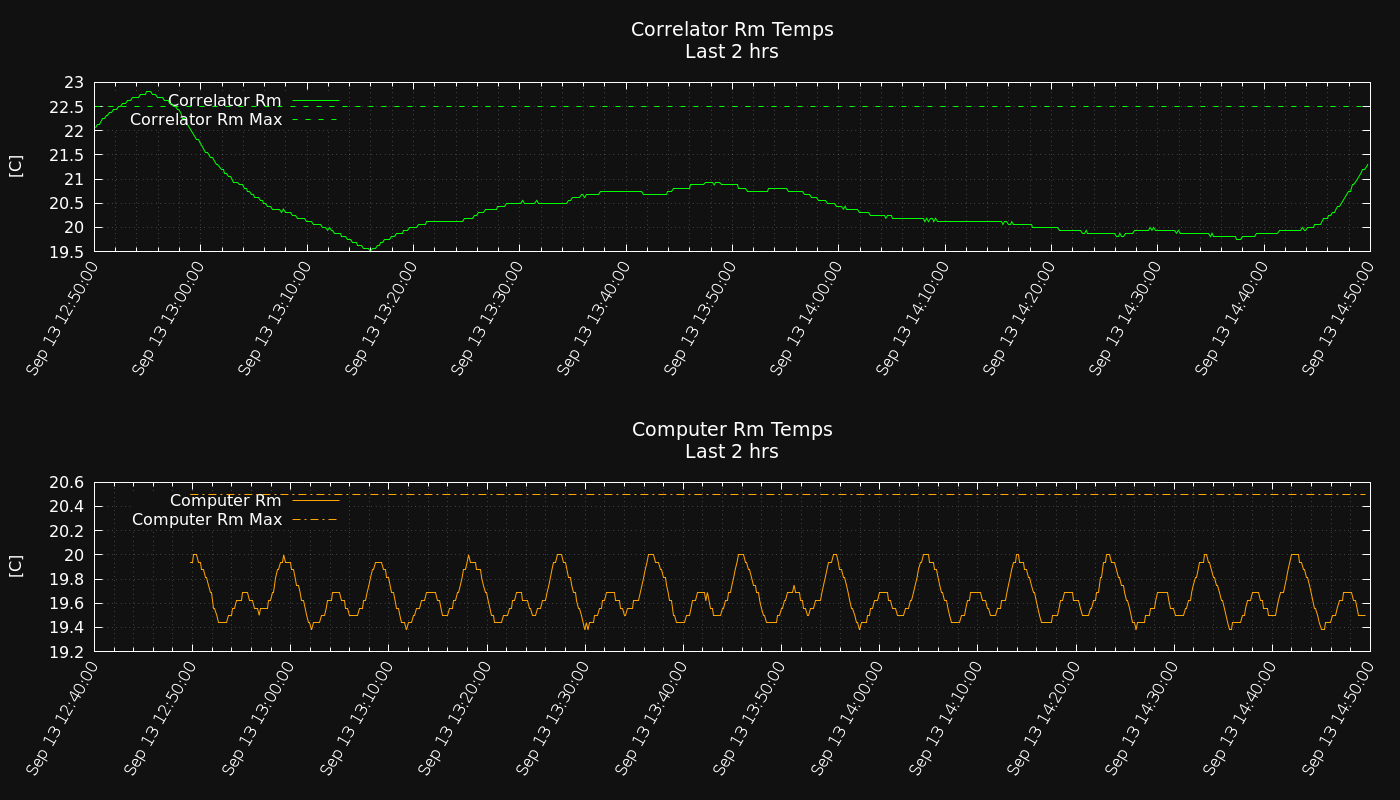 Correlator Rm Temps
Last 2 hrs
23
22.5
22
21.5
21
20.5
20
19.5
[C]
Correlator Rm
Correlator Rm Max
Sep 13 12:50:00
Sep 13 13:00:00
Sep 13 13:10:00
Sep 13 13:20:00
Sep 13 13:30:00
Sep 13 13:40:00
Sep 13 13:50:00
Sep 13 14:00:00
Sep 13 14:10:00
Sep 13 14:20:00
Sep 13 14:30:00
Sep 13 14:40:00
Sep 13 14:50:00
Computer Rm Temps
Last 2 hrs
20.6
20.4
20.2
20
19.8
19.6
19.4
19.2
[C]
Computer Rm
Computer Rm Max
Sep 13 12:40:00
Sep 13 12:50:00
Sep 13 13:00:00
Sep 13 13:10:00
Sep 13 13:20:00
Sep 13 13:30:00
Sep 13 13:40:00
Sep 13 13:50:00
Sep 13 14:00:00
Sep 13 14:10:00
Sep 13 14:20:00
Sep 13 14:30:00
Sep 13 14:40:00
Sep 13 14:50:00